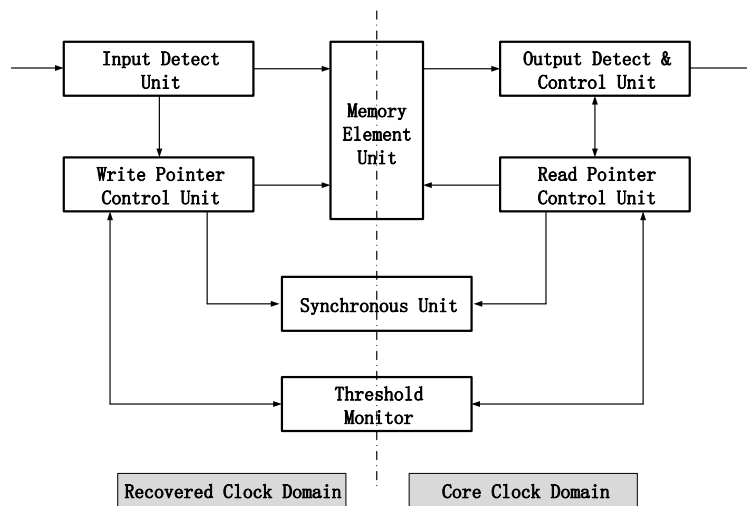 Input Detect
Unit
Memory
Element
Unit
Output Detect &
Control Unit
Write Pointer
Control Unit
Read Pointer
Control Unit
Synchronous Unit
Threshold
Monitor
Recovered Clock Domain
Core Clock Domain